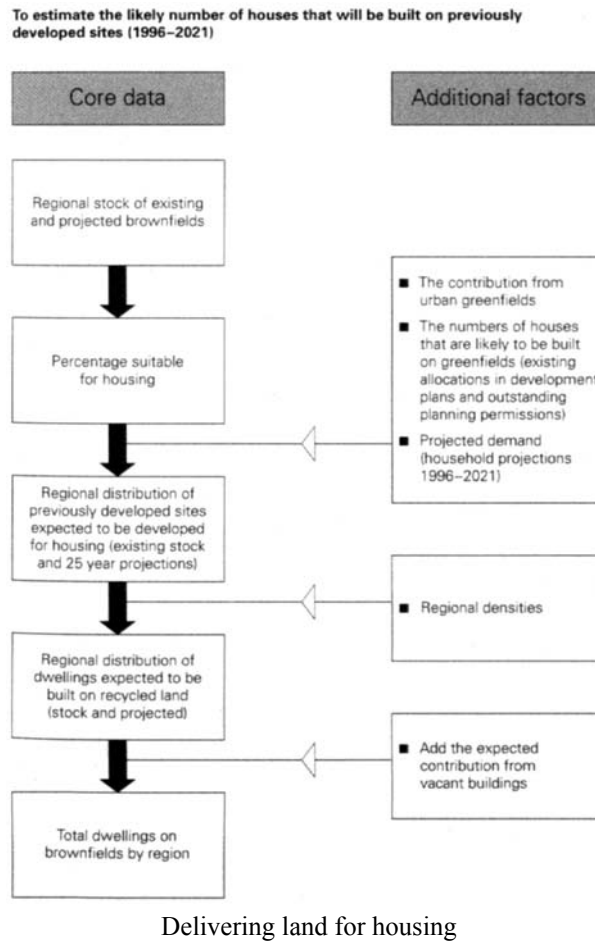 To estimate the likely number of houses that will be built on previously
developed sites (1996–2021)
Core data
Additional factors
Regional stock of existing
and projected brownfields
■ The contribution from
urban greenfields
■ The numbers of houses
that are likely to be built
on greenfields (existing
allocations in development
plans and outstanding
planning permissions)
■ Projected demand
(household projections
1996–2021)
Percentage suitable
for housing
Regional distribution of
previously developed sites
expected to be developed
for housing (existing stock
and 25 year projections)
■ Regional densities
Regional distribution of
dwellings expected to be
built on recycled land
(stock and projected)
■ Add the expected
contribution from
vacant buildings
Total dwellings on
brownfields by region
Delivering land for housing